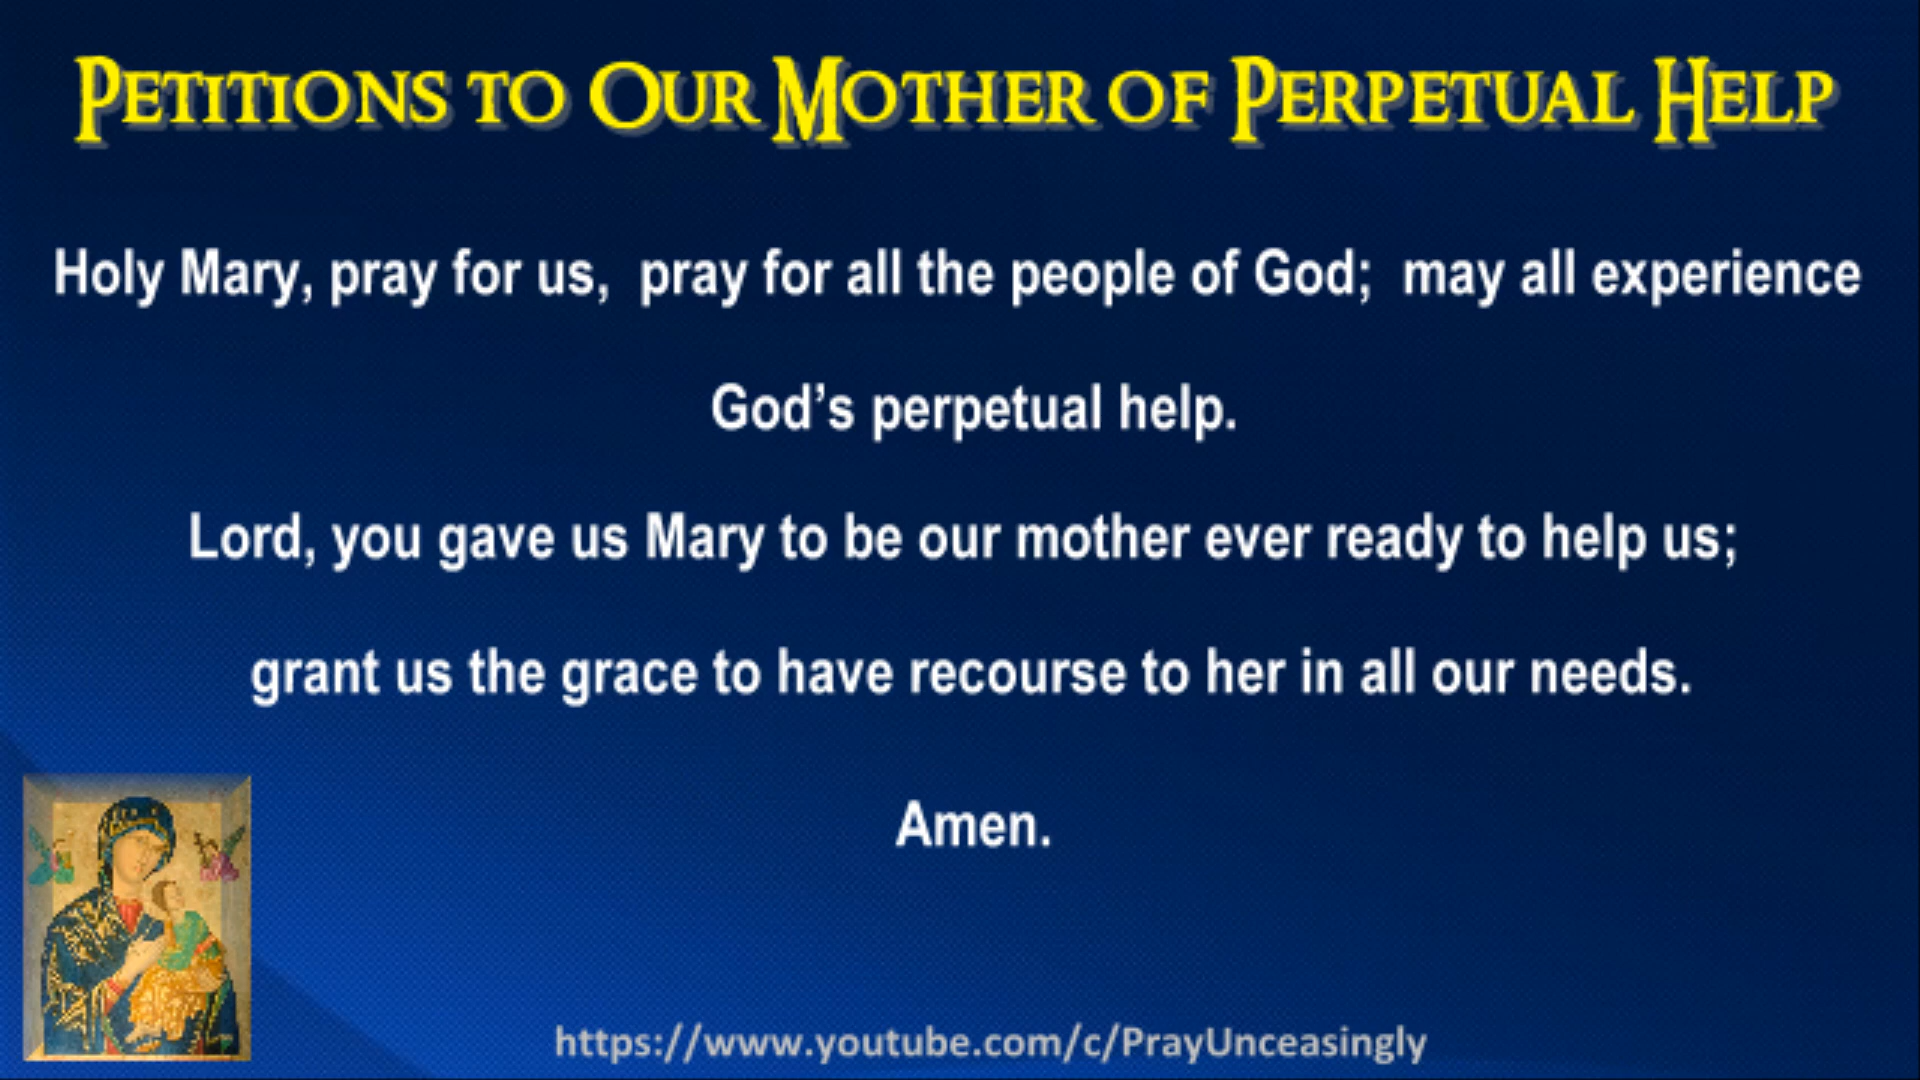 Petitions to Our Mother of Perpetual Help
Holy Mary, pray for us,  pray for all the people of God;  may all experience
God’s perpetual help.
Lord, you gave us Mary to be our mother ever ready to help us;
grant us the grace to have recourse to her in all our needs.
Amen.
https://www.youtube.com/c/PrayUnceasingly